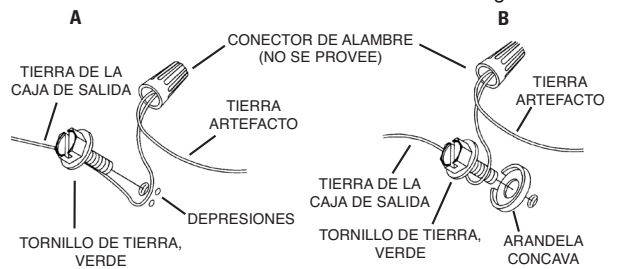 A
B
CONECTOR DE ALAMBRE
(NO SE PROVEE)
TIERRA DE LA
CAJA DE SALIDA
TIERRA
ARTEFACTO
TIERRA
ARTEFACTO
DEPRESIONES
TORNILLO DE TIERRA,
VERDE
TIERRA DE LA
CAJA DE SALIDA
TORNILLO DE TIERRA,
VERDE
ARANDELA
CONCAVA